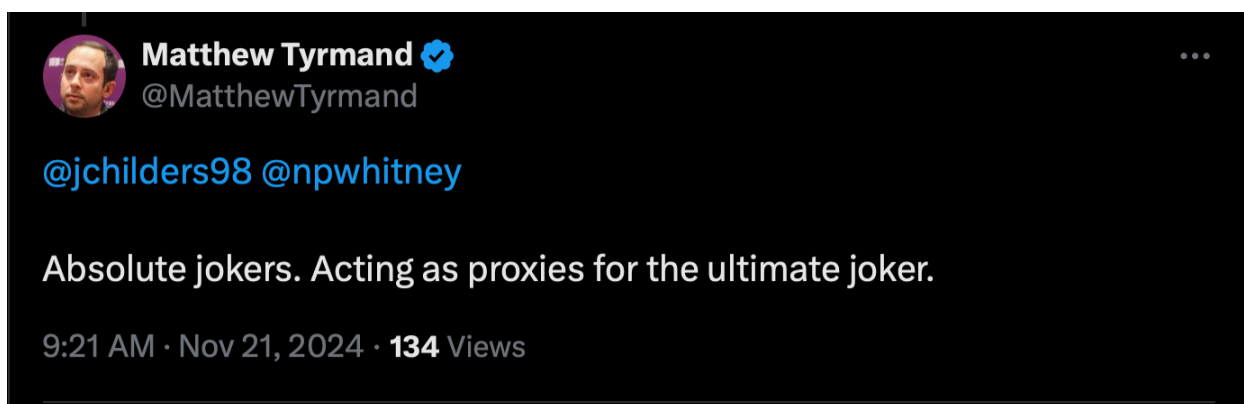 Matthew Tyrmand
@MatthewTyrmand
@jchilders98 @npwhitney
Absolute jokers. Acting as proxies for the ultimate joker.
9:21 AM · Nov 21, 2024 · 134 Views